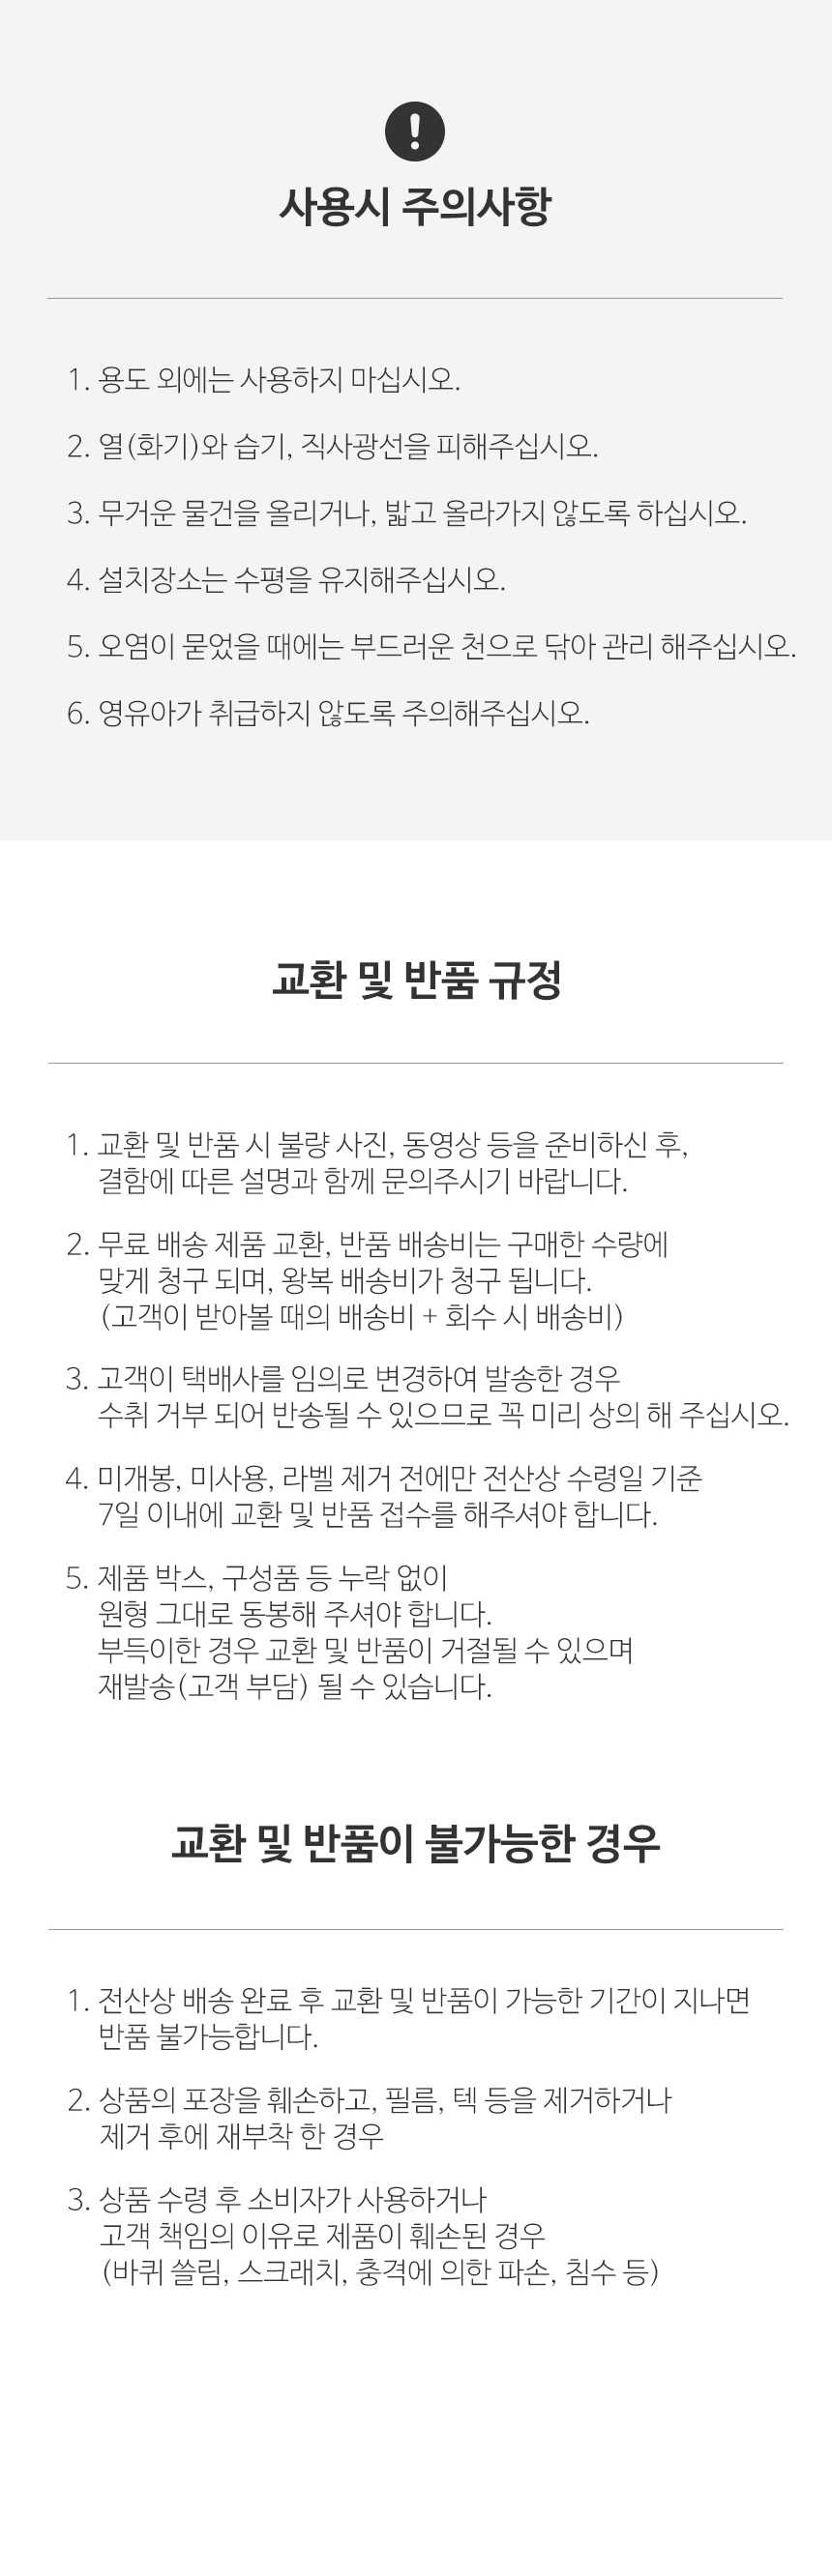 사용시 주의사항
1. 용도 외에는 사용하지 마십시오.
2. 열(화기)와 습기, 직사광선을 피해주십시오.
3. 무거운 물건을 올리거나, 밟고 올라가지 않도록 하십시오.
4. 설치장소는 수평을 유지해주십시오.
5. 오염이 묻었을 때에는 부드러운 천으로 닦아 관리 해주십시오.
6. 영유아가 취급하지 않도록 주의해주십시오.
교환 및 반품 규정
1. 교환 및 반품 시 불량 사진, 동영상 등을 준비하신 후,
결함에 따른 설명과 함께 문의주시기 바랍니다.
2. 무료 배송 제품 교환, 반품 배송비는 구매한 수량에
맞게 청구 되며, 왕복 배송비가 청구 됩니다.
(고객이 받아볼 때의 배송비 + 회수 시 배송비)
3. 고객이 택배사를 임의로 변경하여 발송한 경우
수취 거부 되어 반송될 수 있으므로 꼭 미리 상의 해 주십시오.
4. 미개봉, 미사용, 라벨 제거 전에만 전산상 수령일 기준
7일 이내에 교환 및 반품 접수를 해주셔야 합니다.
5. 제품 박스, 구성품 등 누락 없이
원형 그대로 동봉해 주셔야 합니다.
부득이한 경우 교환 및 반품이 거절될 수 있으며
재발송(고객 부담) 될 수 있습니다.
교환 및 반품이 불가능한 경우
1. 전산상 배송 완료 후 교환 및 반품이 가능한 기간이 지나면
반품 불가능합니다.
2. 상품의 포장을 훼손하고, 필름, 텍 등을 제거하거나
제거 후에 재부착 한 경우
3. 상품 수령 후 소비자가 사용하거나
고객 책임의 이유로 제품이 훼손된 경우
(바퀴 쓸림, 스크래치, 충격에 의한 파손, 침수 등)